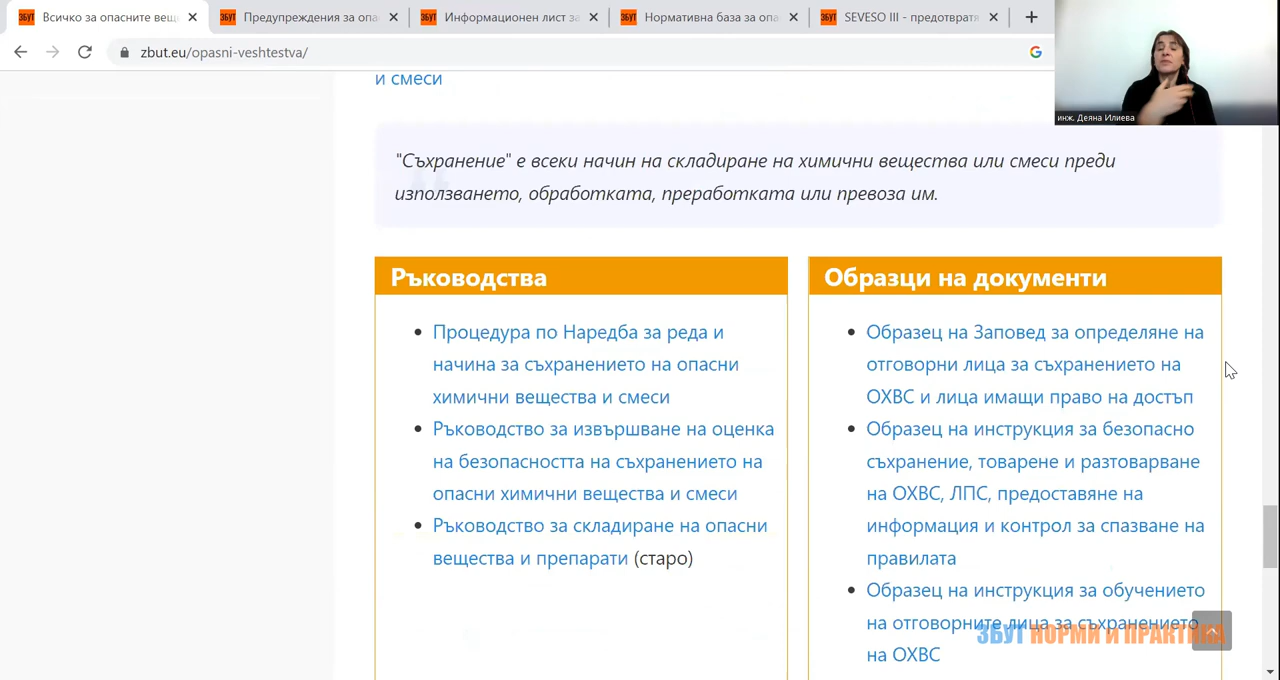 ЗБУТ Всичко за опасните вещ
ЗБУТ Предупреждения за опа
ЗБУТ Информационен лист за
ЗБУТ Нормативна база за опа
ЗБУТ SEVESO III - предотвратя
zbut.eu/opasni-veshtestva/
инж. Деяна Илиева
и смеси
"Съхранение" е всеки начин на складиране на химични вещества или смеси преди
използването, обработката, преработката или превоза им.
Ръководства
Процедура по Наредба за реда и
начина за съхранението на опасни
химични вещества и смеси
Ръководство за извършване на оценка
на безопасността на съхранението на
опасни химични вещества и смеси
Ръководство за складиране на опасни
вещества и препарати (старо)
Образци на документи
Образец на Заповед за определяне на
отговорни лица за съхранението на
ОХВС и лица имащи право на достъп
Образец на инструкция за безопасно
съхранение, товарене и разтоварване
на ОХВС, ЛПС, предоставяне на
информация и контрол за спазване на
правилата
Образец на инструкция за обучението
на отговорните лица за съхранението
на ОХВС
ЗБУТ НОРМИ И ПРАКТИКА